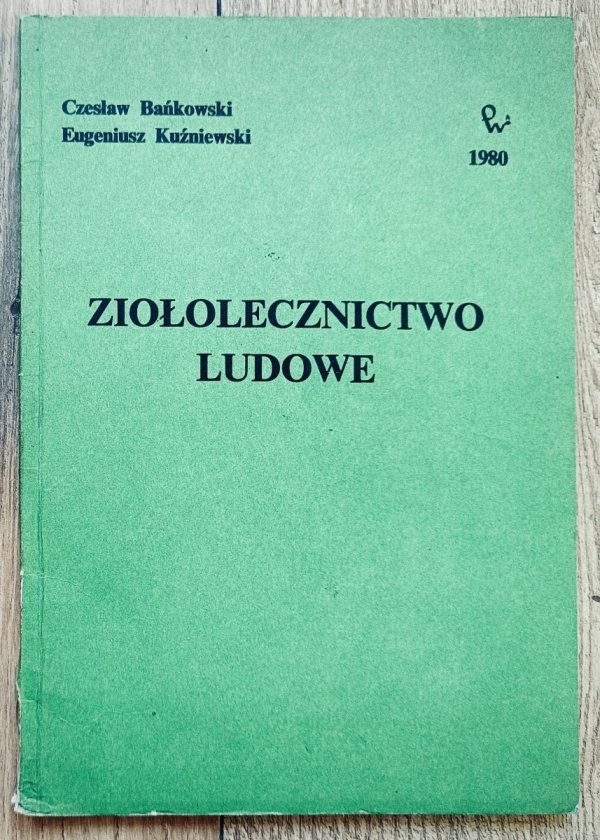 Czesław Bańkowski
Eugeniusz Kuźniewski
1980
ZIOŁOLECZNICTWO
LUDOWE